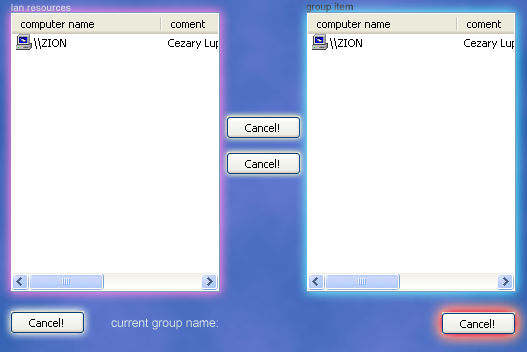 lan resources
group item
computer name coment
computer name coment
\\ZION Cezary Lup
\\ZION Cezary Lup
Cancel!
Cancel!
Cancel!
current group name:
Cancel!